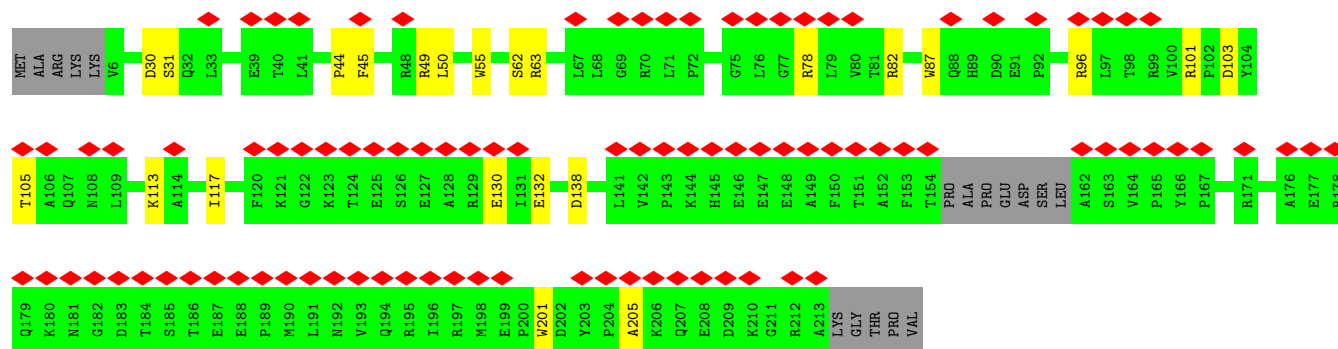 MET ALA ARG LYS LYS V6 D30 S31 Q32 L33 E39 T40 L41 P44 F45 R48 R49 L50 W55 S62 R63 L67 L68 G69 R70 L71 P72 G75 L76 G77 R78 L79 V80 T81 R82 W87 Q88 H89 D90 E91 P92 R96 L97 T98 R99 V100 R101 P102 D103 Y104
T105 A106 Q107 N108 L109 K113 A114 I117 F120 K121 G122 K123 T124 E125 S126 E127 A128 R129 E130 I131 E132 D138 L141 V142 P143 K144 H145 E146 E147 E148 A149 F150 T151 A152 F153 T154 PRO ALA PRO GLU ASP SER LEU A162 S163 V164 P165 Y166 P167 R171 A176 E177 R178
Q179 K180 N181 G182 D183 T184 S185 T186 E187 E188 P189 M190 L191 N192 V193 Q194 R195 I196 R197 M198 E199 P200 W201 D202 Y203 P204 A205 K206 Q207 E208 D209 K210 G211 R212 A213 LYS GLY THR PRO VAL